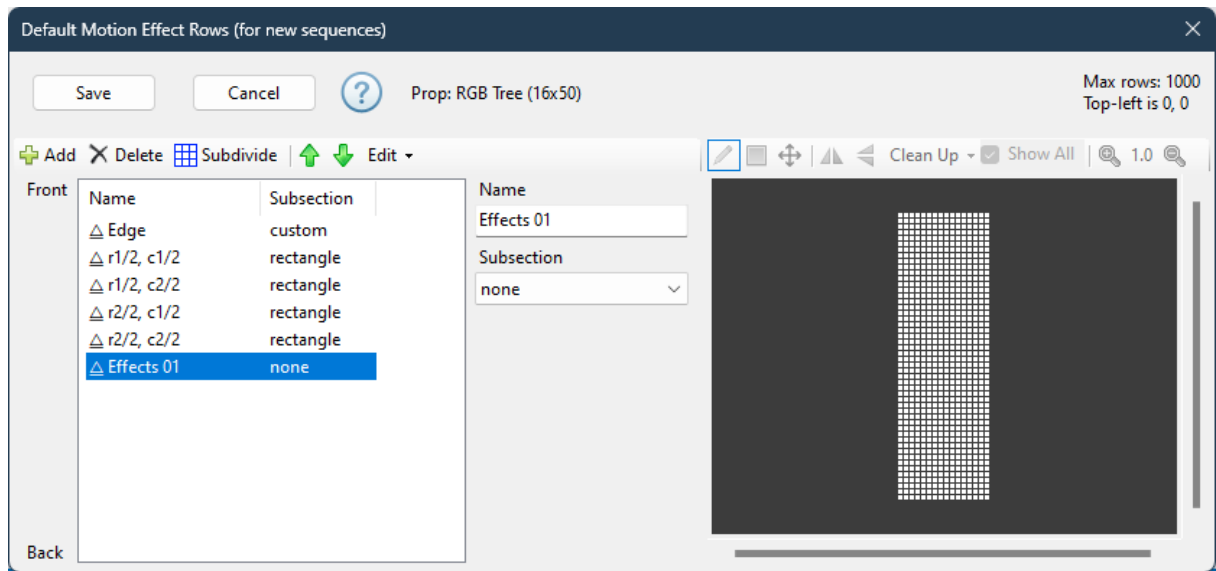 Default Motion Effect Rows (for new sequences)
Save Cancel ? Prop: RGB Tree (16x50) Max rows: 1000
Top-left is 0, 0
Add Delete Subdivide Edit Clean Up Show All 1.0
Front Name Subsection
Edge custom
r1/2, c1/2 rectangle
r1/2, c2/2 rectangle
r2/2, c1/2 rectangle
r2/2, c2/2 rectangle
Effects 01 none
Back
Name
Effects 01
Subsection
none